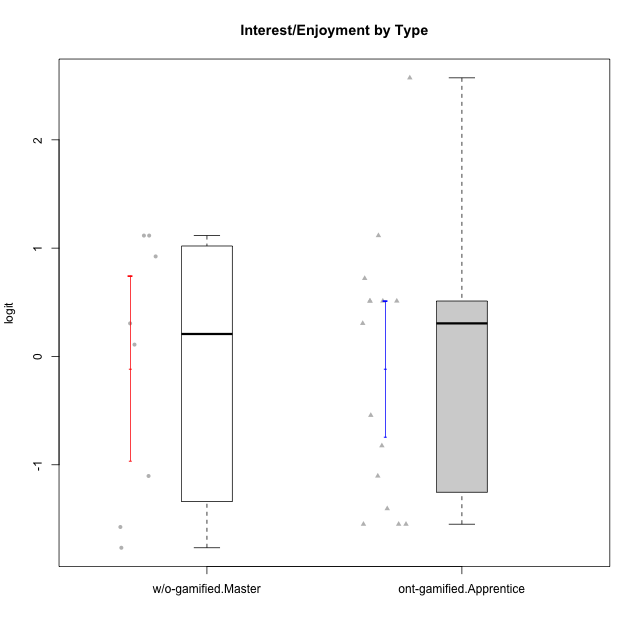 Interest/Enjoyment by Type
logit
2
1
0
-1
w/o-gamified.Master
ont-gamified.Apprentice